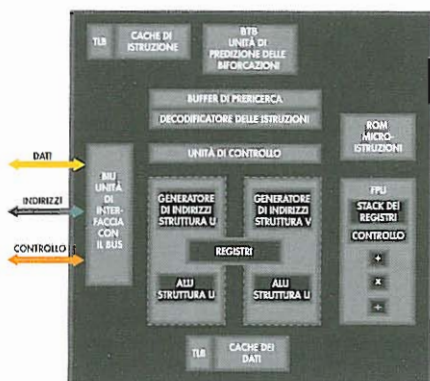 TLB
CACHE DI
ISTRUZIONE
BTB
UNITÀ DI
PREDIZIONE DELLE
BIFORCAZIONI
BUFFER DI PRERICERCA
DECODIFICATORE DELLE ISTRUZIONI
ROM
MICRO-
ISTRUZIONI
UNITÀ DI CONTROLLO
DATI
INDIRIZZI
CONTROLLO
BIU
UNITÀ
DI
INTER-
FACCIA
CON
IL BUS
GENERATORE
DI INDIRIZZI
STRUTTURA U
GENERATORE
DI INDIRIZZI
STRUTTURA V
REGISTRI
ALU
STRUTTURA U
ALU
STRUTTURA U
FPU
STACK DEI
REGISTRI
CONTROLLO
+
x
÷
TLB
CACHE DEI
DATI